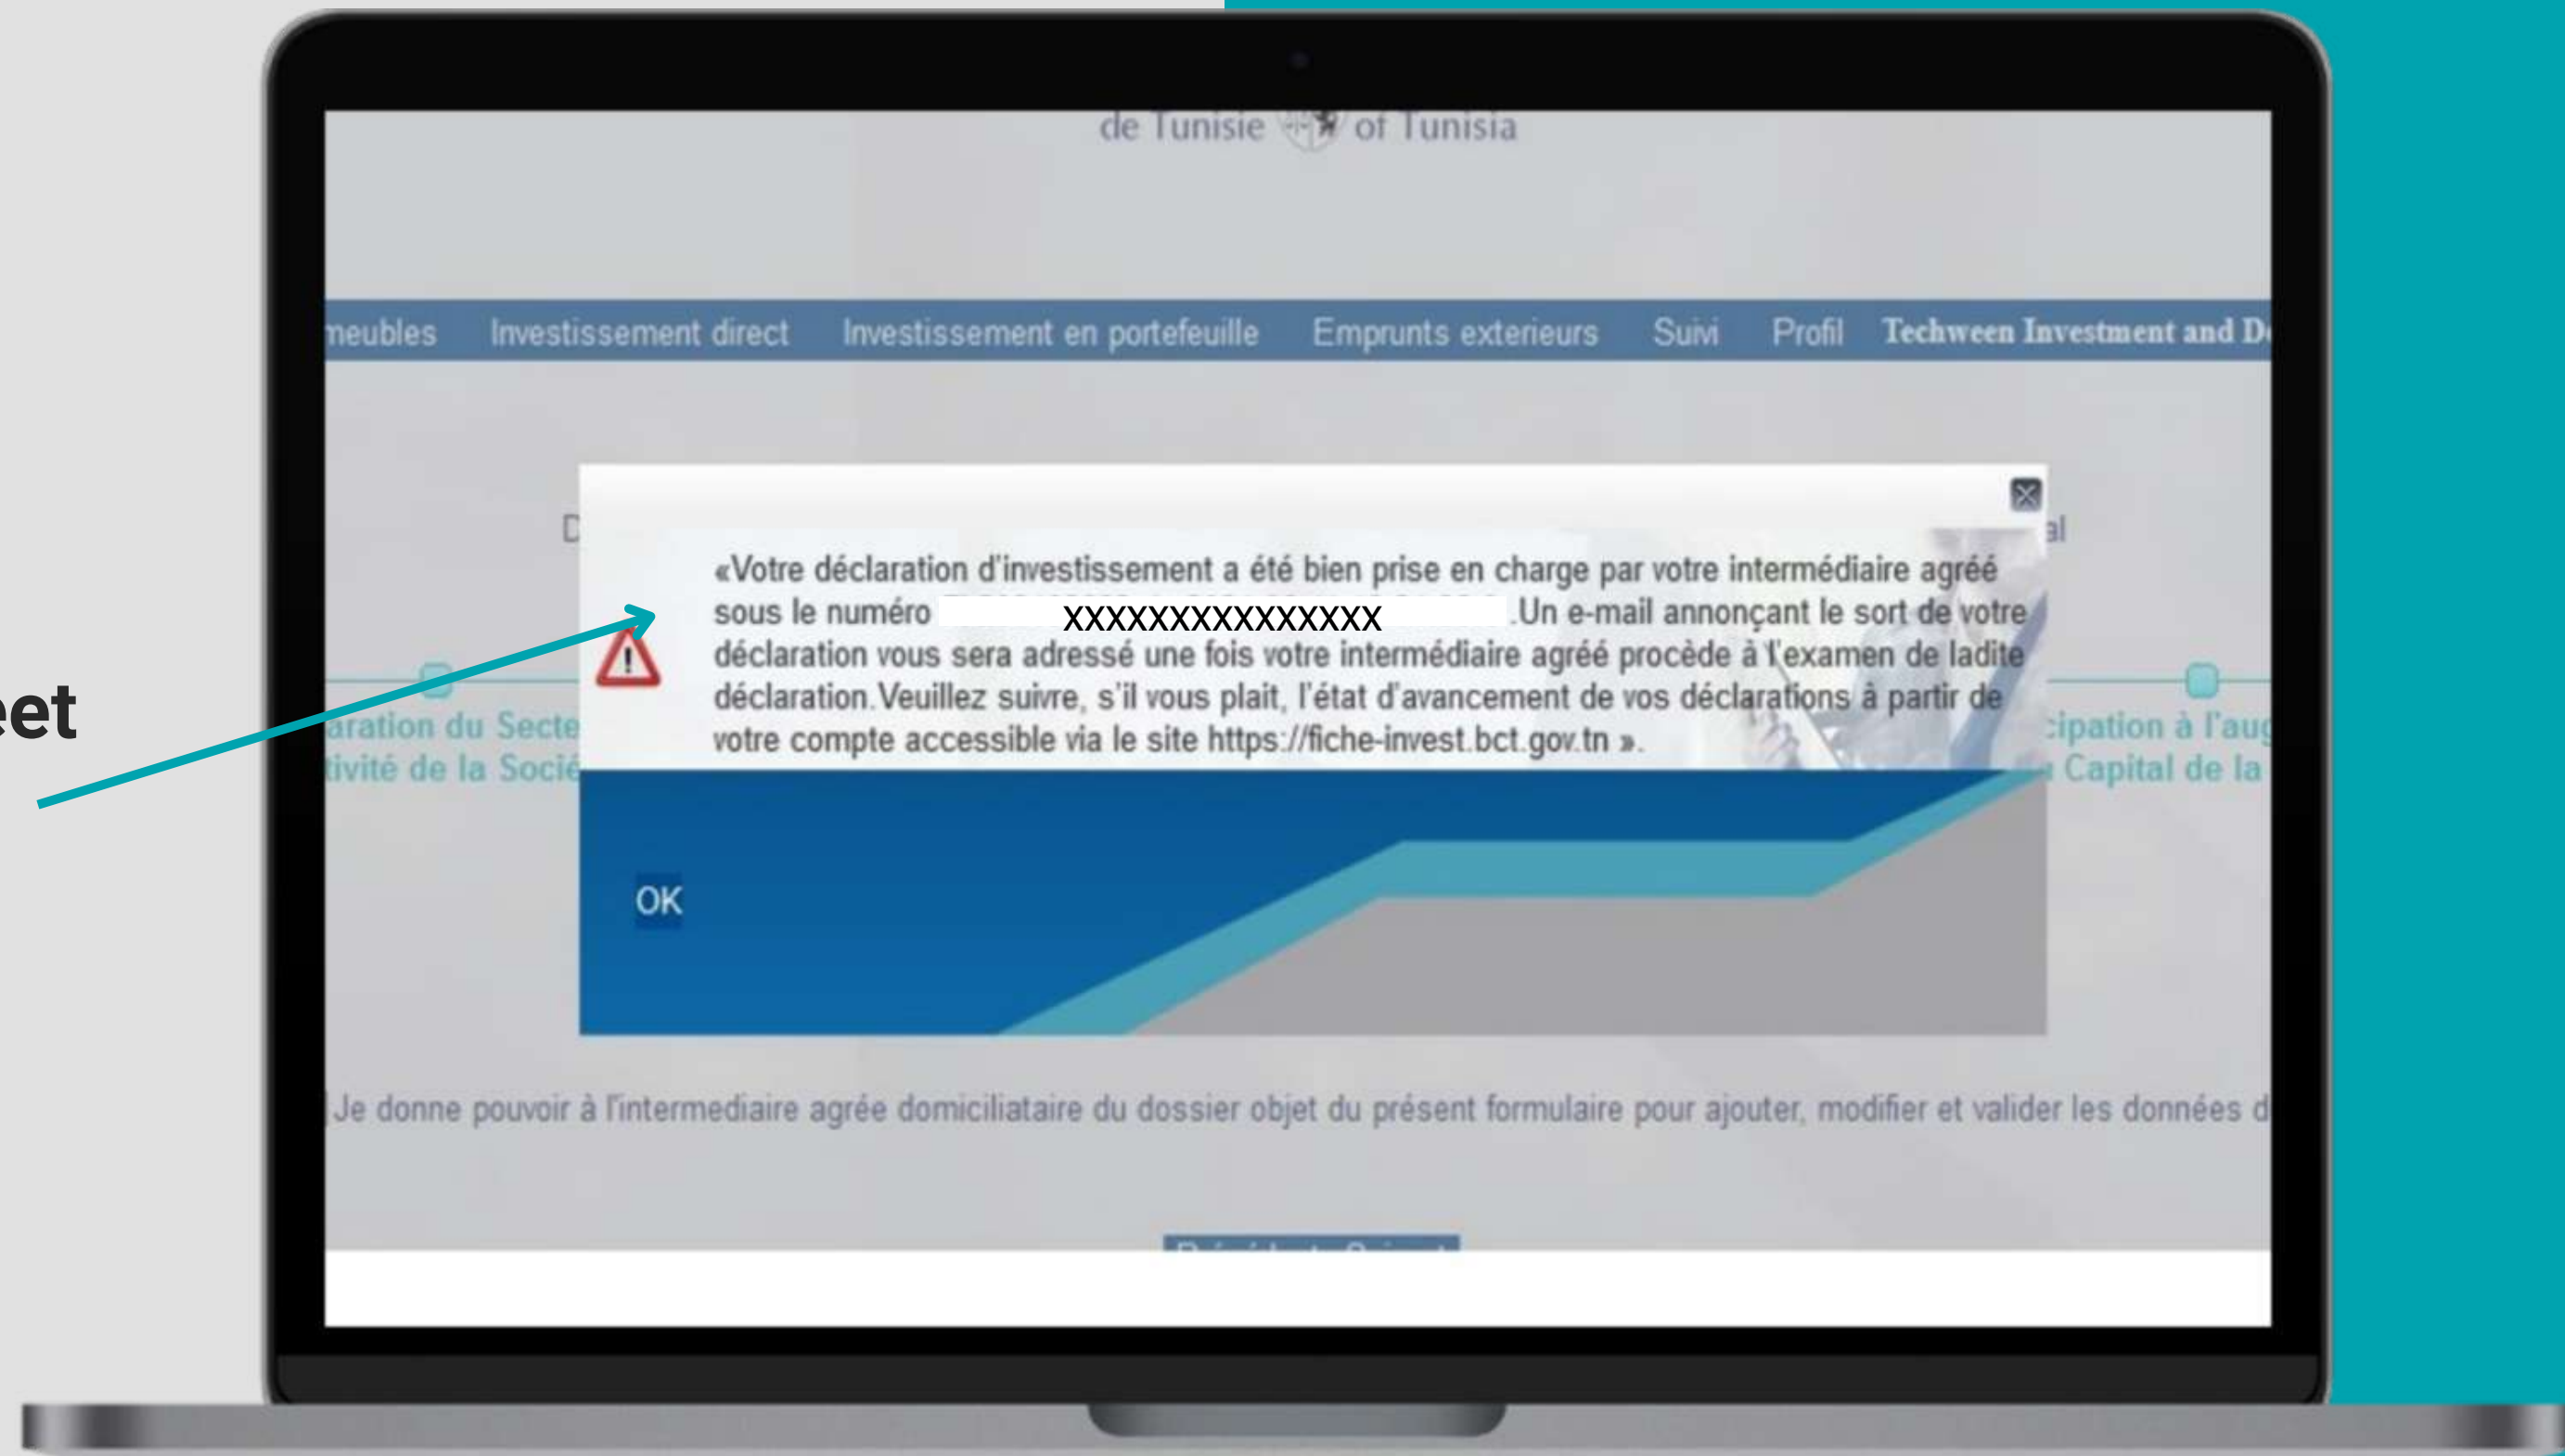 de Tunisie of Tunisia
meubles Investissement direct Investissement en portefeuille Emprunts exterieurs Suivi Profil Techween Investment and De
«Votre déclaration d'investissement a été bien prise en charge par votre intermédiaire agréé
sous le numéro XXXXXXXXXXXXXXX .Un e-mail annonçant le sort de votre
déclaration vous sera adressé une fois votre intermédiaire agréé procède à l'examen de ladite
déclaration.Veuillez suivre, s'il vous plait, l'état d'avancement de vos déclarations à partir de
votre compte accessible via le site https://fiche-invest.bct.gov.tn ».
eet
aration du Secte
tivité de la Socié
cipation à l'aug
Capital de la
OK
Je donne pouvoir à l'intermediaire agrée domiciliataire du dossier objet du présent formulaire pour ajouter, modifier et valider les données d